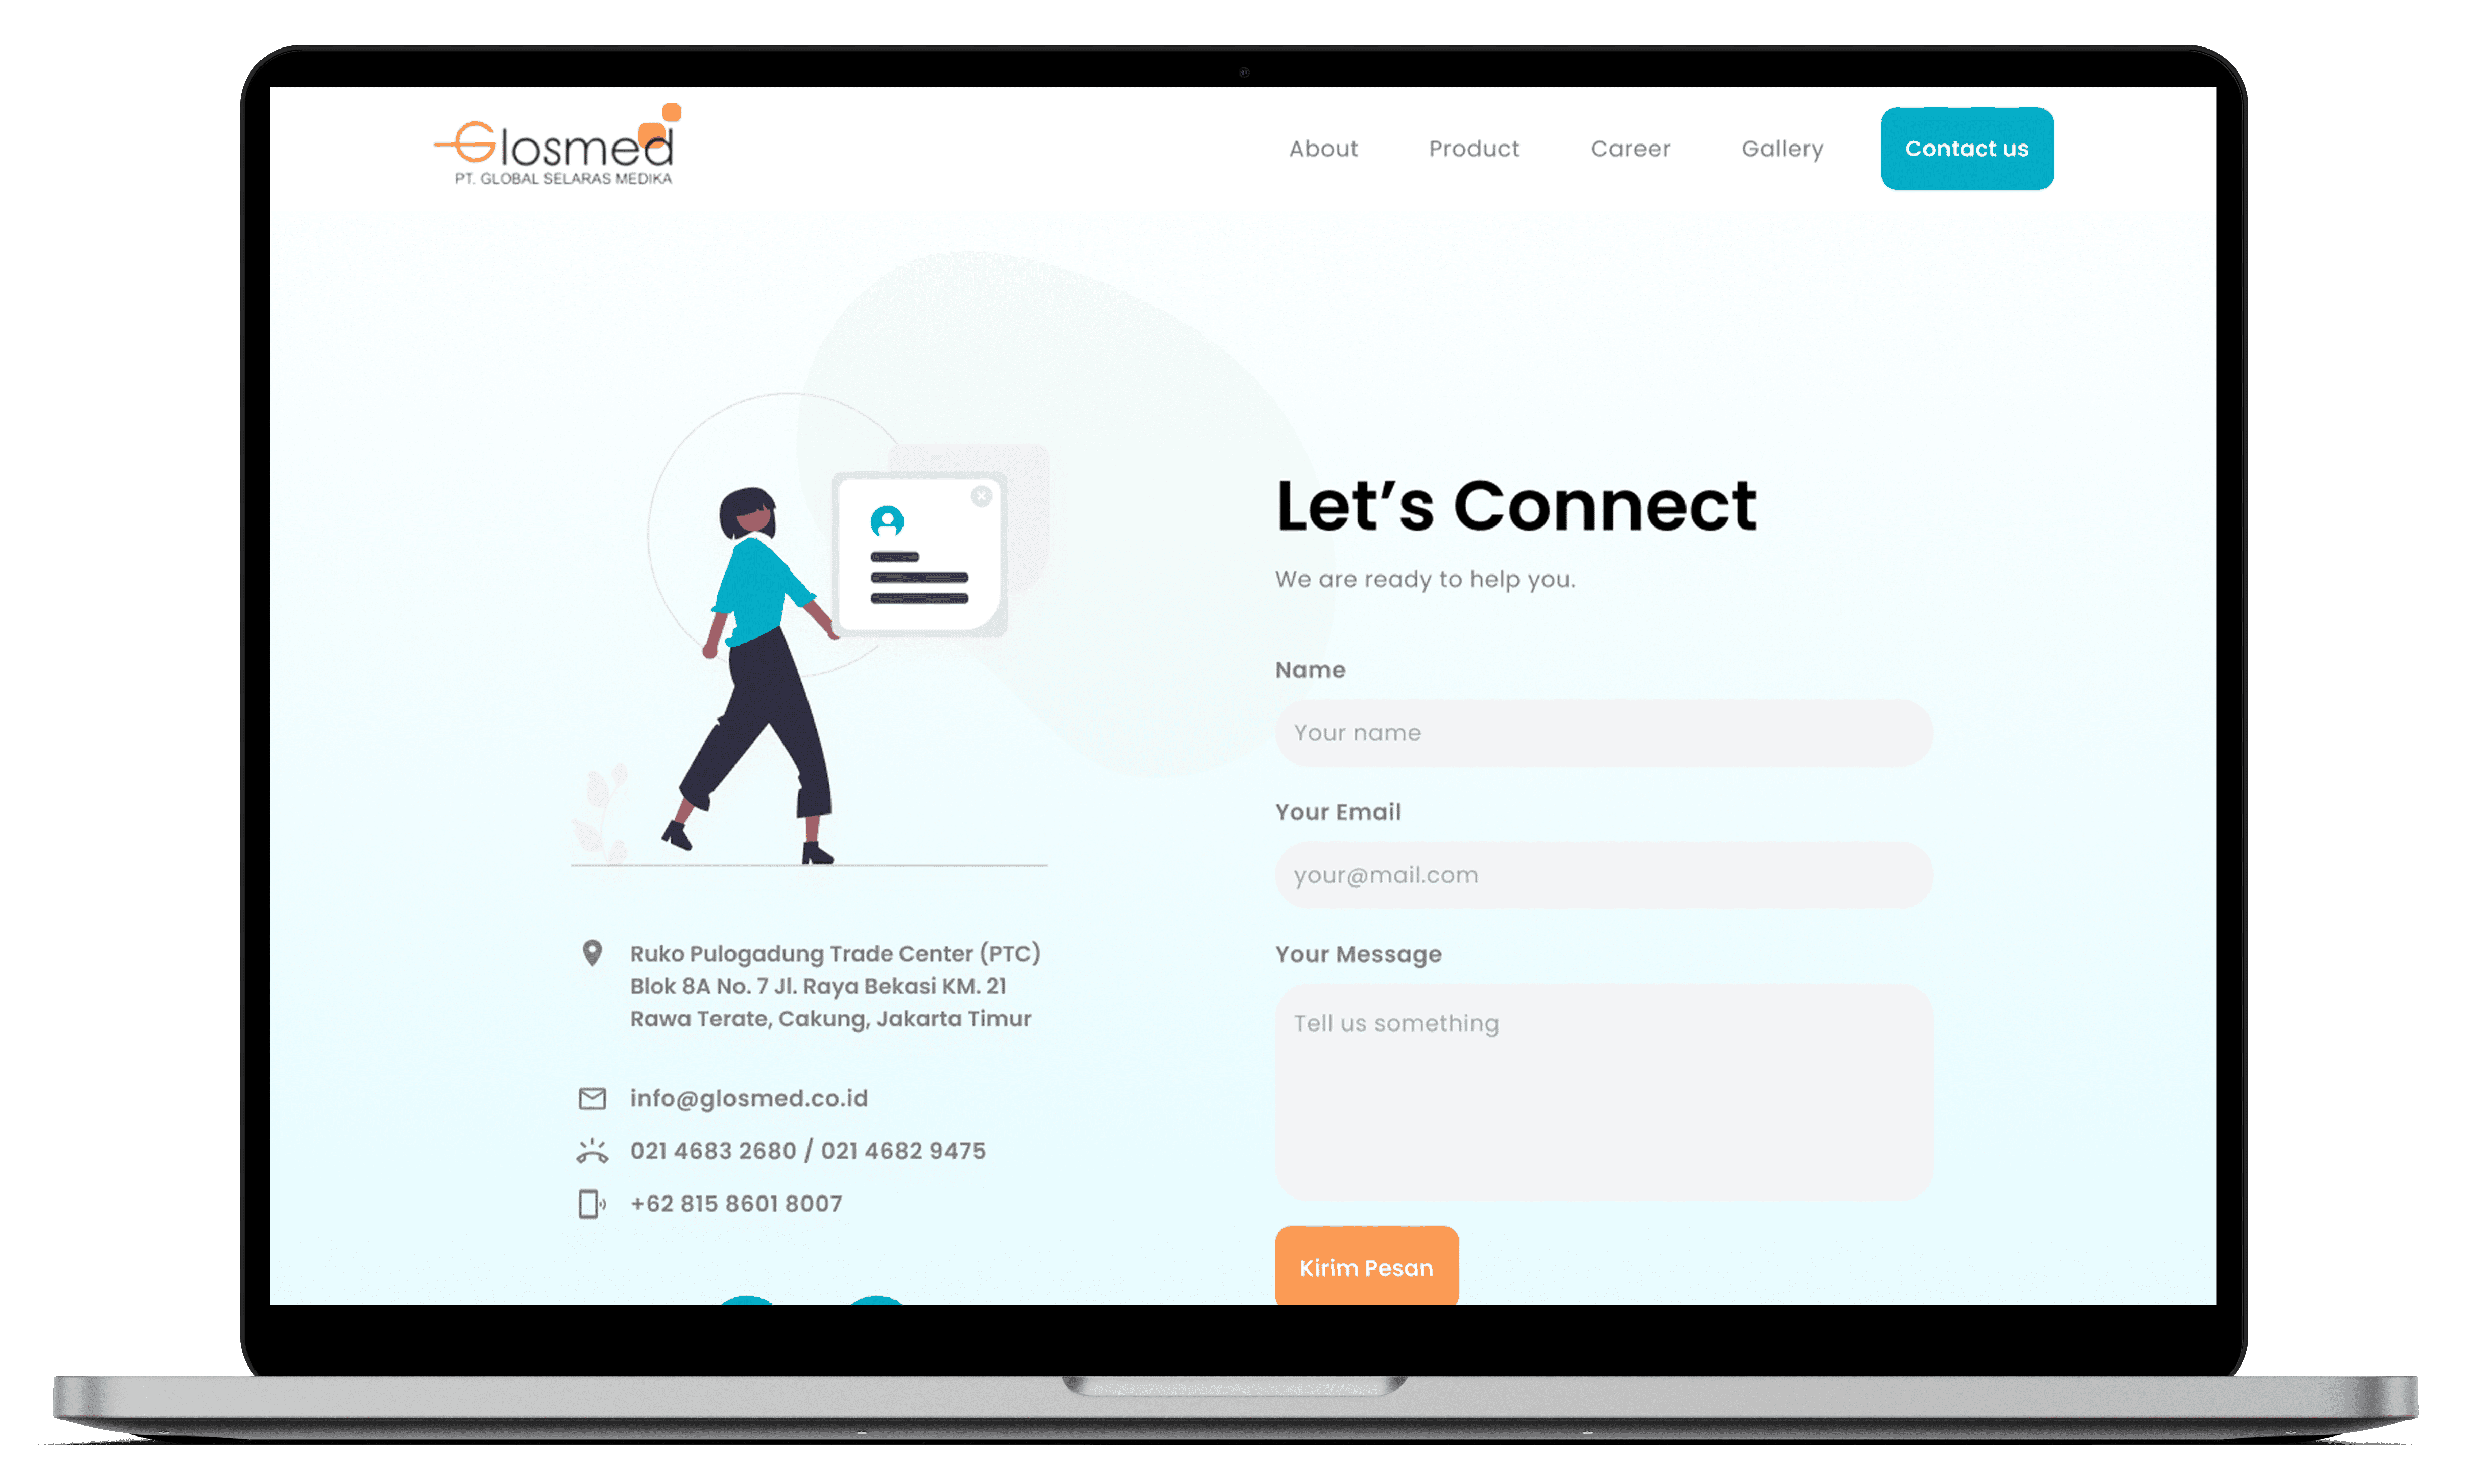 Glosmed
PT. GLOBAL SELARAS MEDIKA
About
Product
Career
Gallery
Contact us
Let’s Connect
We are ready to help you.
Name
Your name
Your Email
your@mail.com
Your Message
Tell us something
Kirim Pesan
Ruko Pulogadung Trade Center (PTC)
Blok 8A No. 7 Jl. Raya Bekasi KM. 21
Rawa Terate, Cakung, Jakarta Timur
info@glosmed.co.id
021 4683 2680 / 021 4682 9475
+62 815 8601 8007